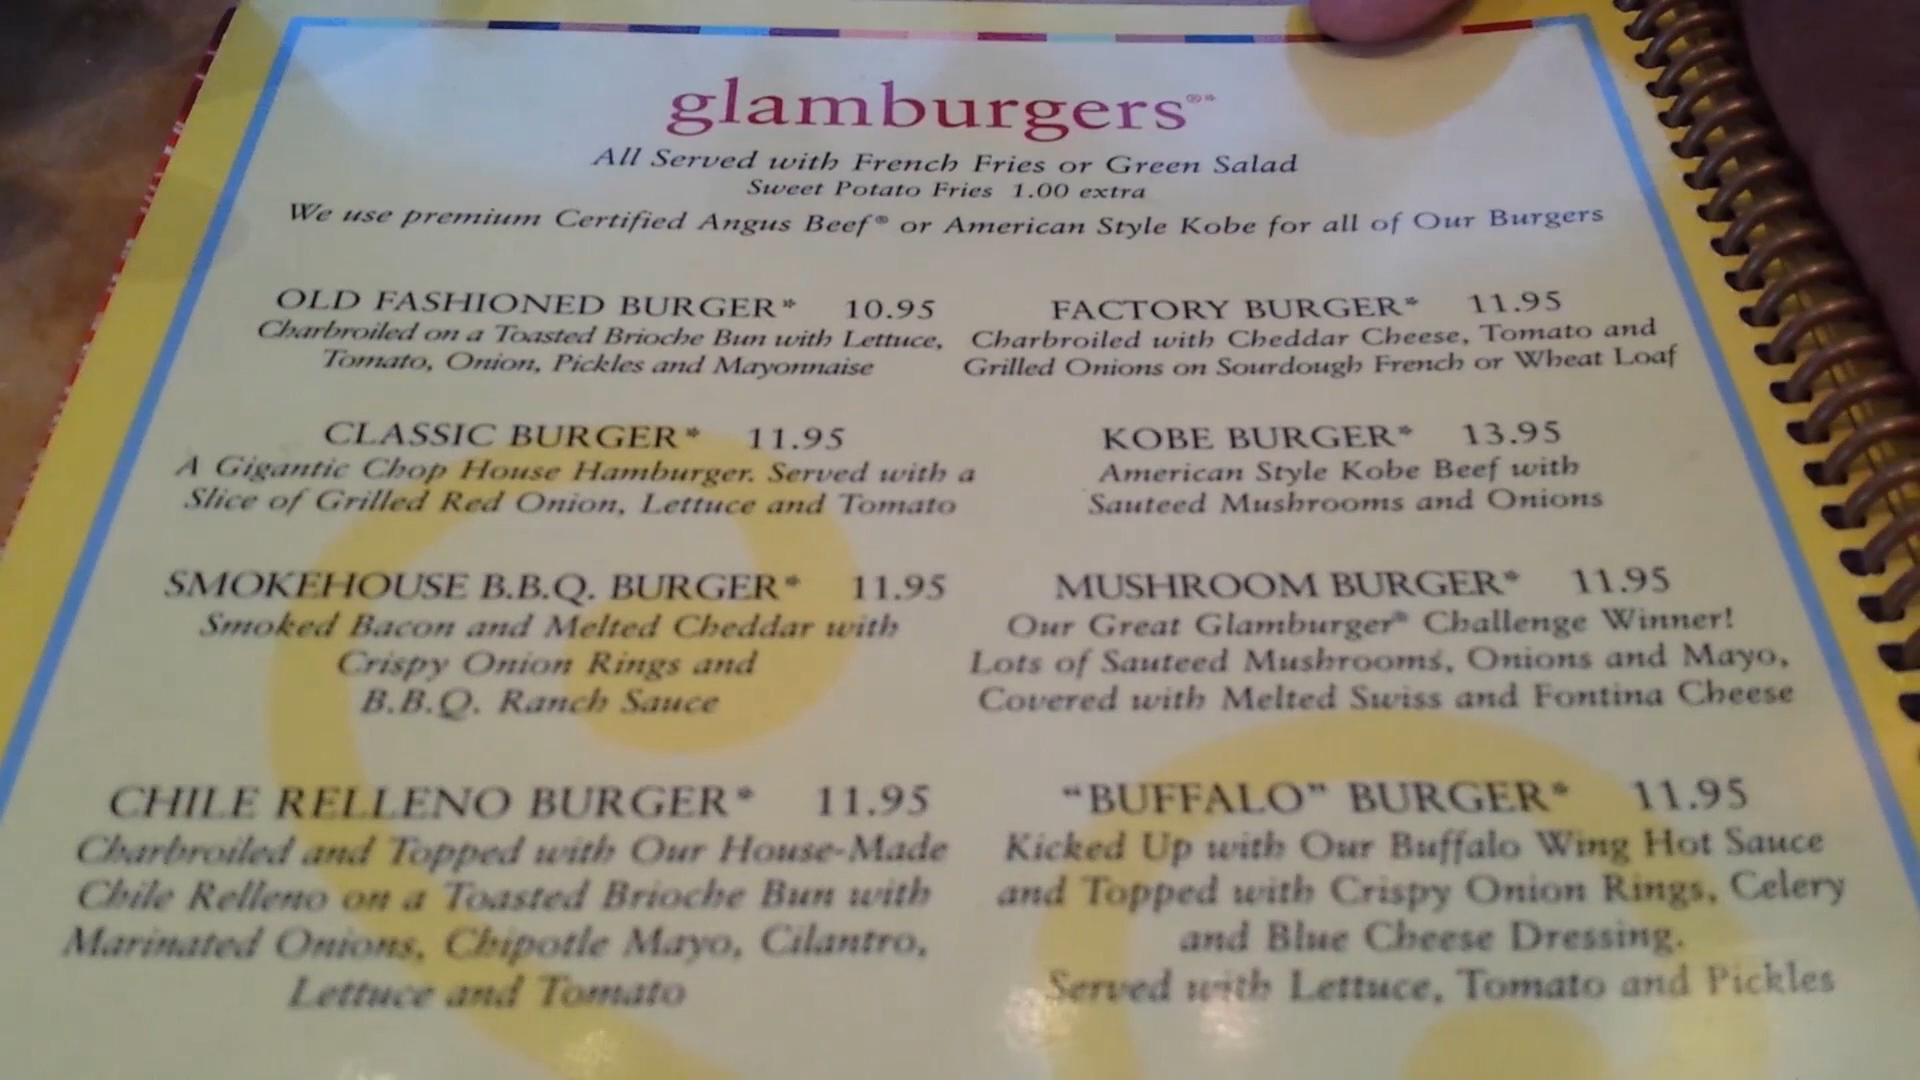 glamburgers®*
All Served with French Fries or Green Salad
Sweet Potato Fries 1.00 extra
We use premium Certified Angus Beef® or American Style Kobe for all of Our Burgers
OLD FASHIONED BURGER* 10.95
Charbroiled on a Toasted Brioche Bun with Lettuce,
Tomato, Onion, Pickles and Mayonnaise
FACTORY BURGER* 11.95
Charbroiled with Cheddar Cheese, Tomato and
Grilled Onions on Sourdough French or Wheat Loaf
CLASSIC BURGER* 11.95
A Gigantic Chop House Hamburger. Served with a
Slice of Grilled Red Onion, Lettuce and Tomato
KOBE BURGER* 13.95
American Style Kobe Beef with
Sauteed Mushrooms and Onions
SMOKEHOUSE B.B.Q. BURGER* 11.95
Smoked Bacon and Melted Cheddar with
Crispy Onion Rings and
B.B.Q. Ranch Sauce
MUSHROOM BURGER* 11.95
Our Great Glamburger® Challenge Winner!
Lots of Sauteed Mushrooms, Onions and Mayo,
Covered with Melted Swiss and Fontina Cheese
CHILE RELLENO BURGER* 11.95
Charbroiled and Topped with Our House-Made
Chile Relleno on a Toasted Brioche Bun with
Marinated Onions, Chipotle Mayo, Cilantro,
Lettuce and Tomato
"BUFFALO" BURGER* 11.95
Kicked Up with Our Buffalo Wing Hot Sauce
and Topped with Crispy Onion Rings, Celery
and Blue Cheese Dressing.
Served with Lettuce, Tomato and Pickles